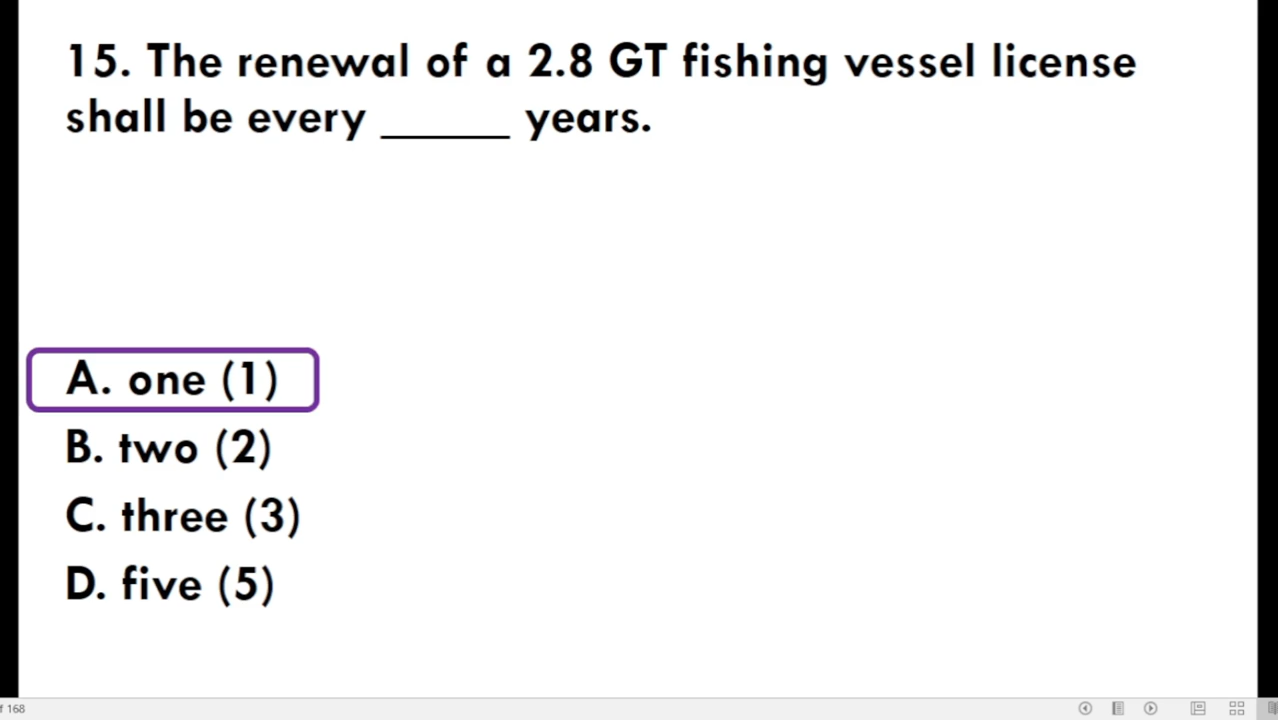 15. The renewal of a 2.8 GT fishing vessel license
shall be every ______ years.
A. one (1)
B. two (2)
C. three (3)
D. five (5)
f 168